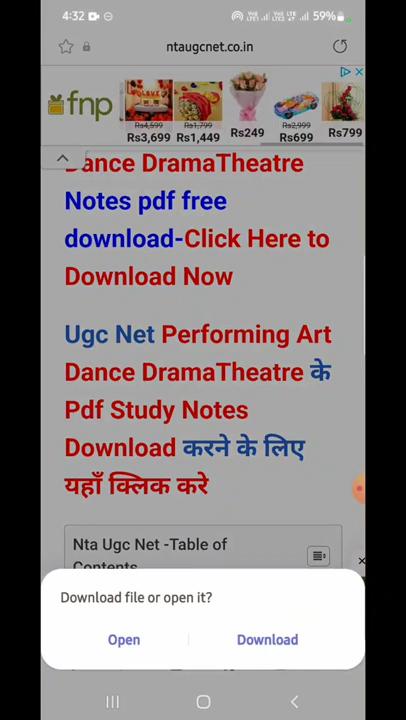 4:32
59%
ntaugcnet.co.in
fnp
Rs4,599 Rs1,799 Rs2,999
Rs3,699 Rs1,449 Rs249 Rs699 Rs799
Dance DramaTheatre
Notes pdf free
download-Click Here to
Download Now
Ugc Net Performing Art
Dance DramaTheatre के
Pdf Study Notes
Download करने के लिए
यहाँ क्लिक करे
Nta Ugc Net -Table of
Contents
Download file or open it?
Open Download